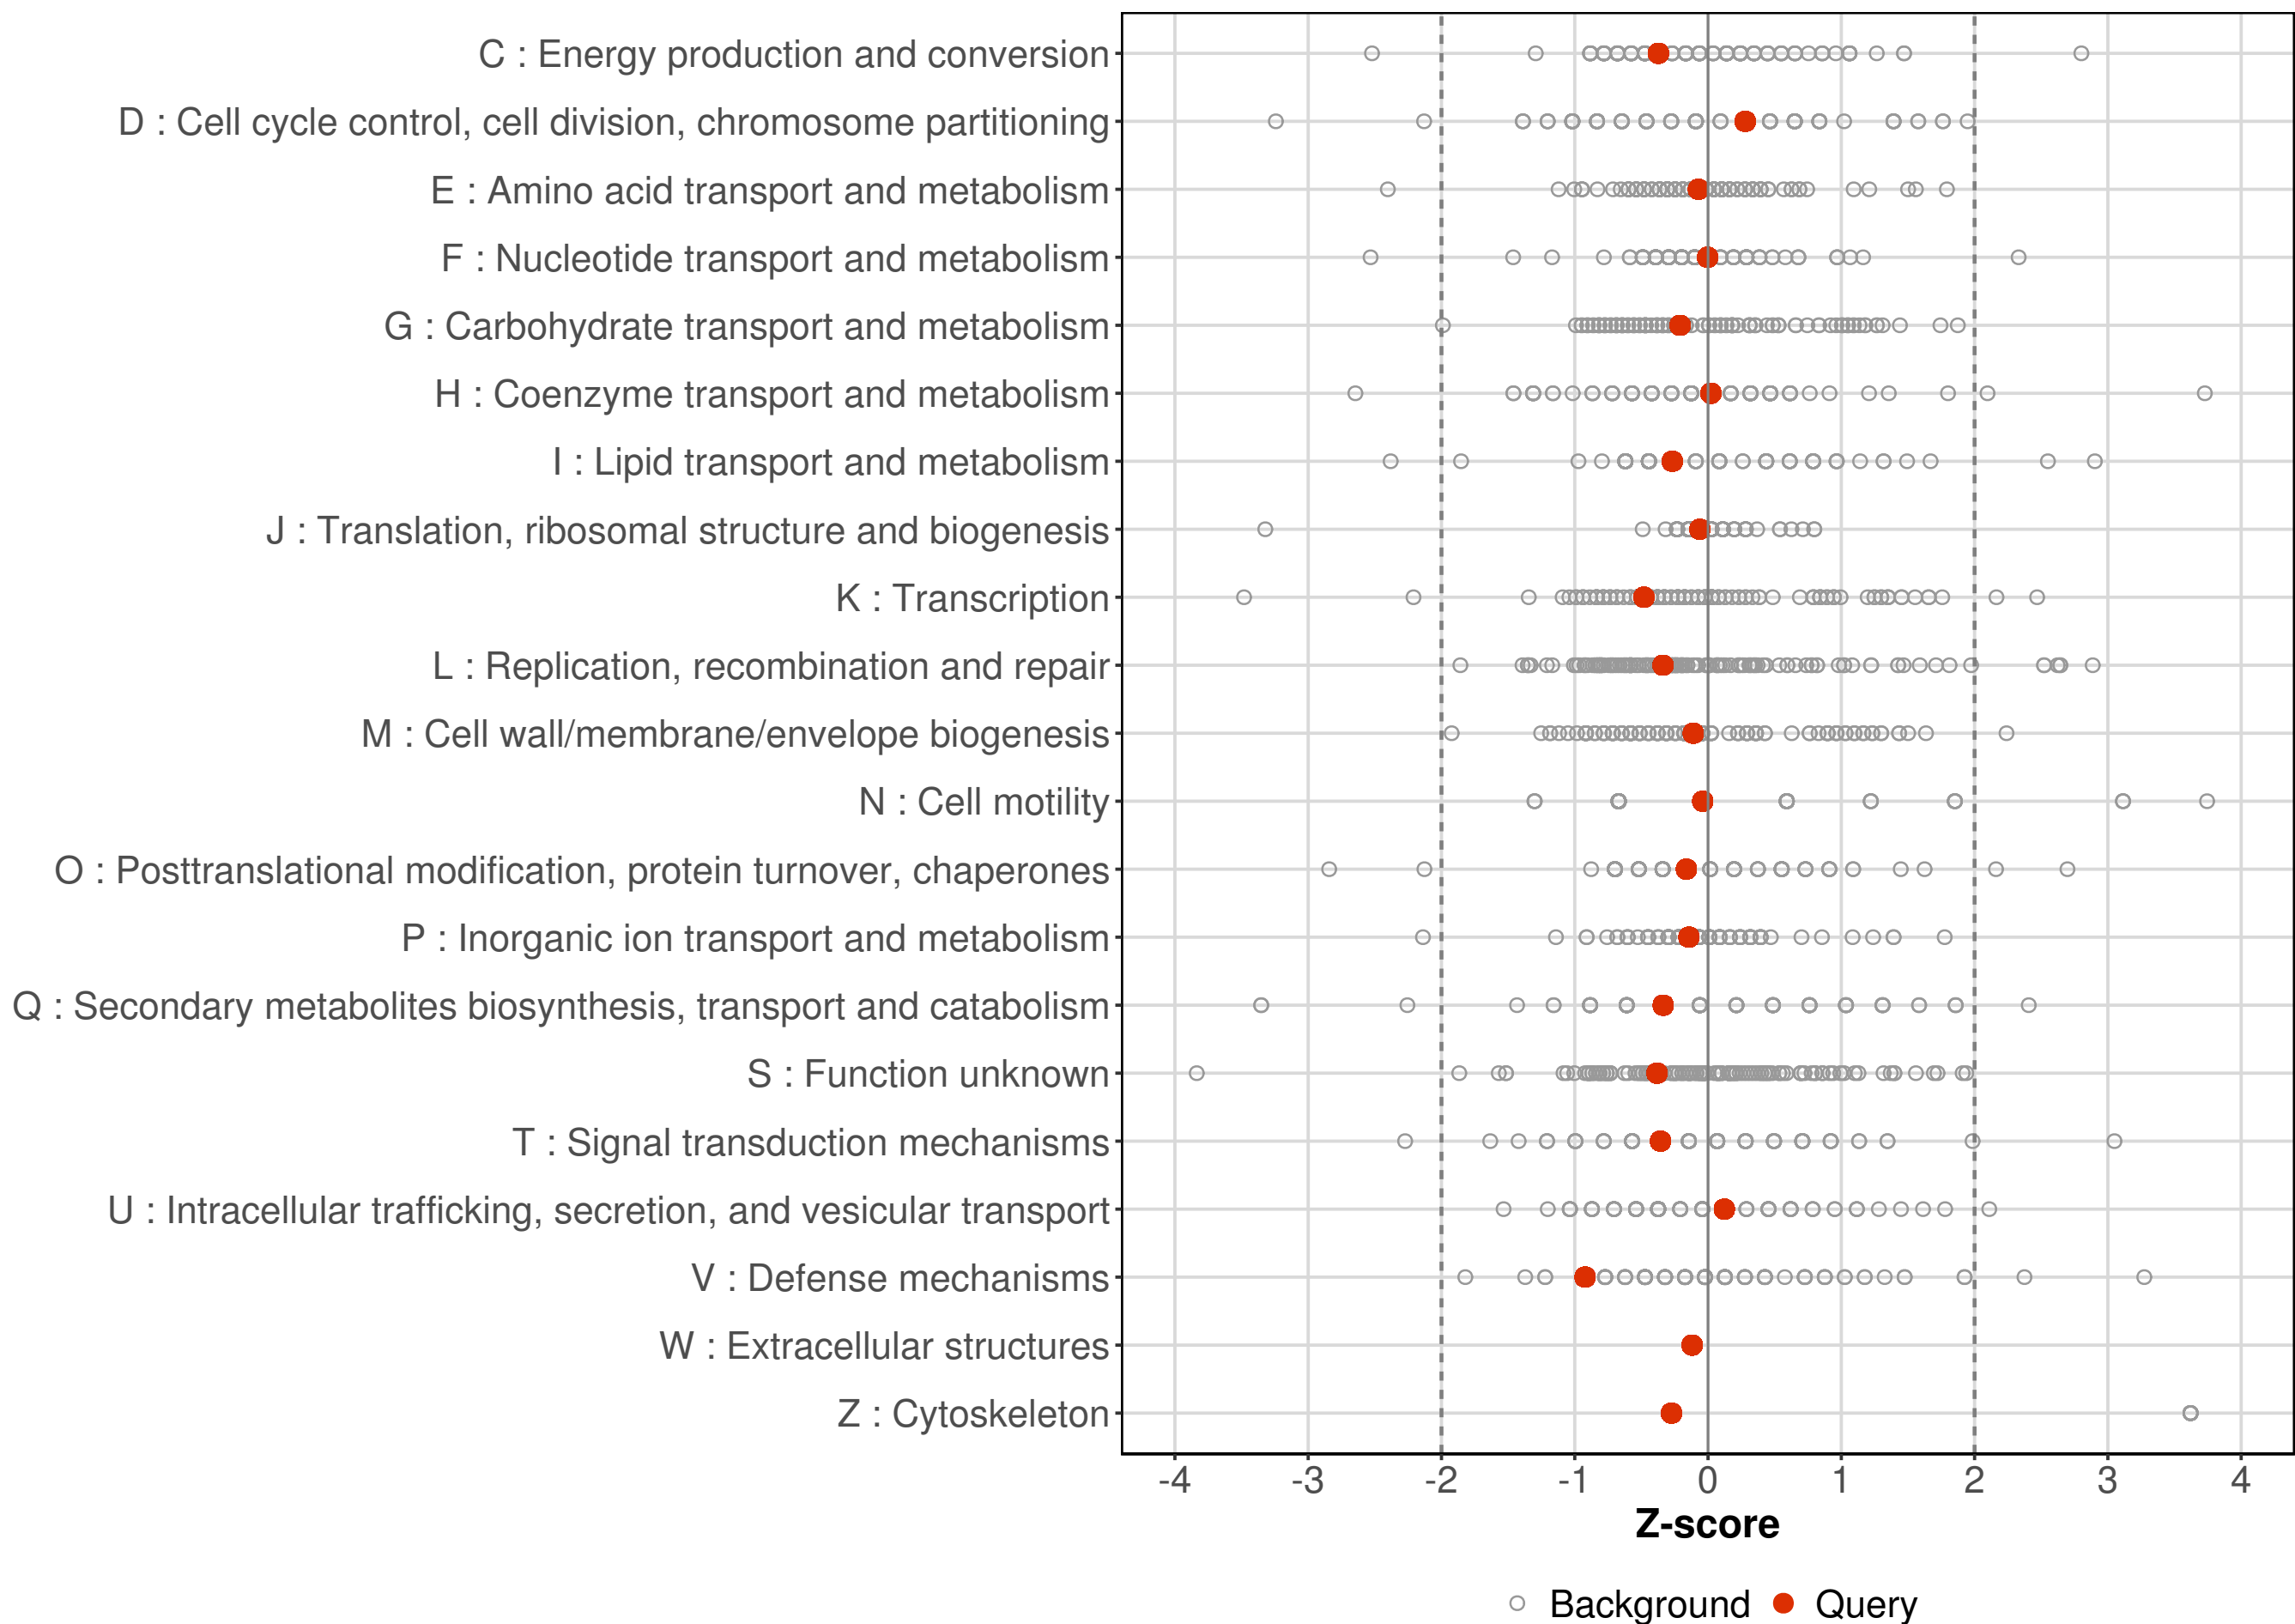 C : Energy production and conversion
D : Cell cycle control, cell division, chromosome partitioning
E : Amino acid transport and metabolism
F : Nucleotide transport and metabolism
G : Carbohydrate transport and metabolism
H : Coenzyme transport and metabolism
I : Lipid transport and metabolism
J : Translation, ribosomal structure and biogenesis
K : Transcription
L : Replication, recombination and repair
M : Cell wall/membrane/envelope biogenesis
N : Cell motility
O : Posttranslational modification, protein turnover, chaperones
P : Inorganic ion transport and metabolism
Q : Secondary metabolites biosynthesis, transport and catabolism
S : Function unknown
T : Signal transduction mechanisms
U : Intracellular trafficking, secretion, and vesicular transport
V : Defense mechanisms
W : Extracellular structures
Z : Cytoskeleton
-4 -3 -2 -1 0 1 2 3 4
Z-score
Background Query